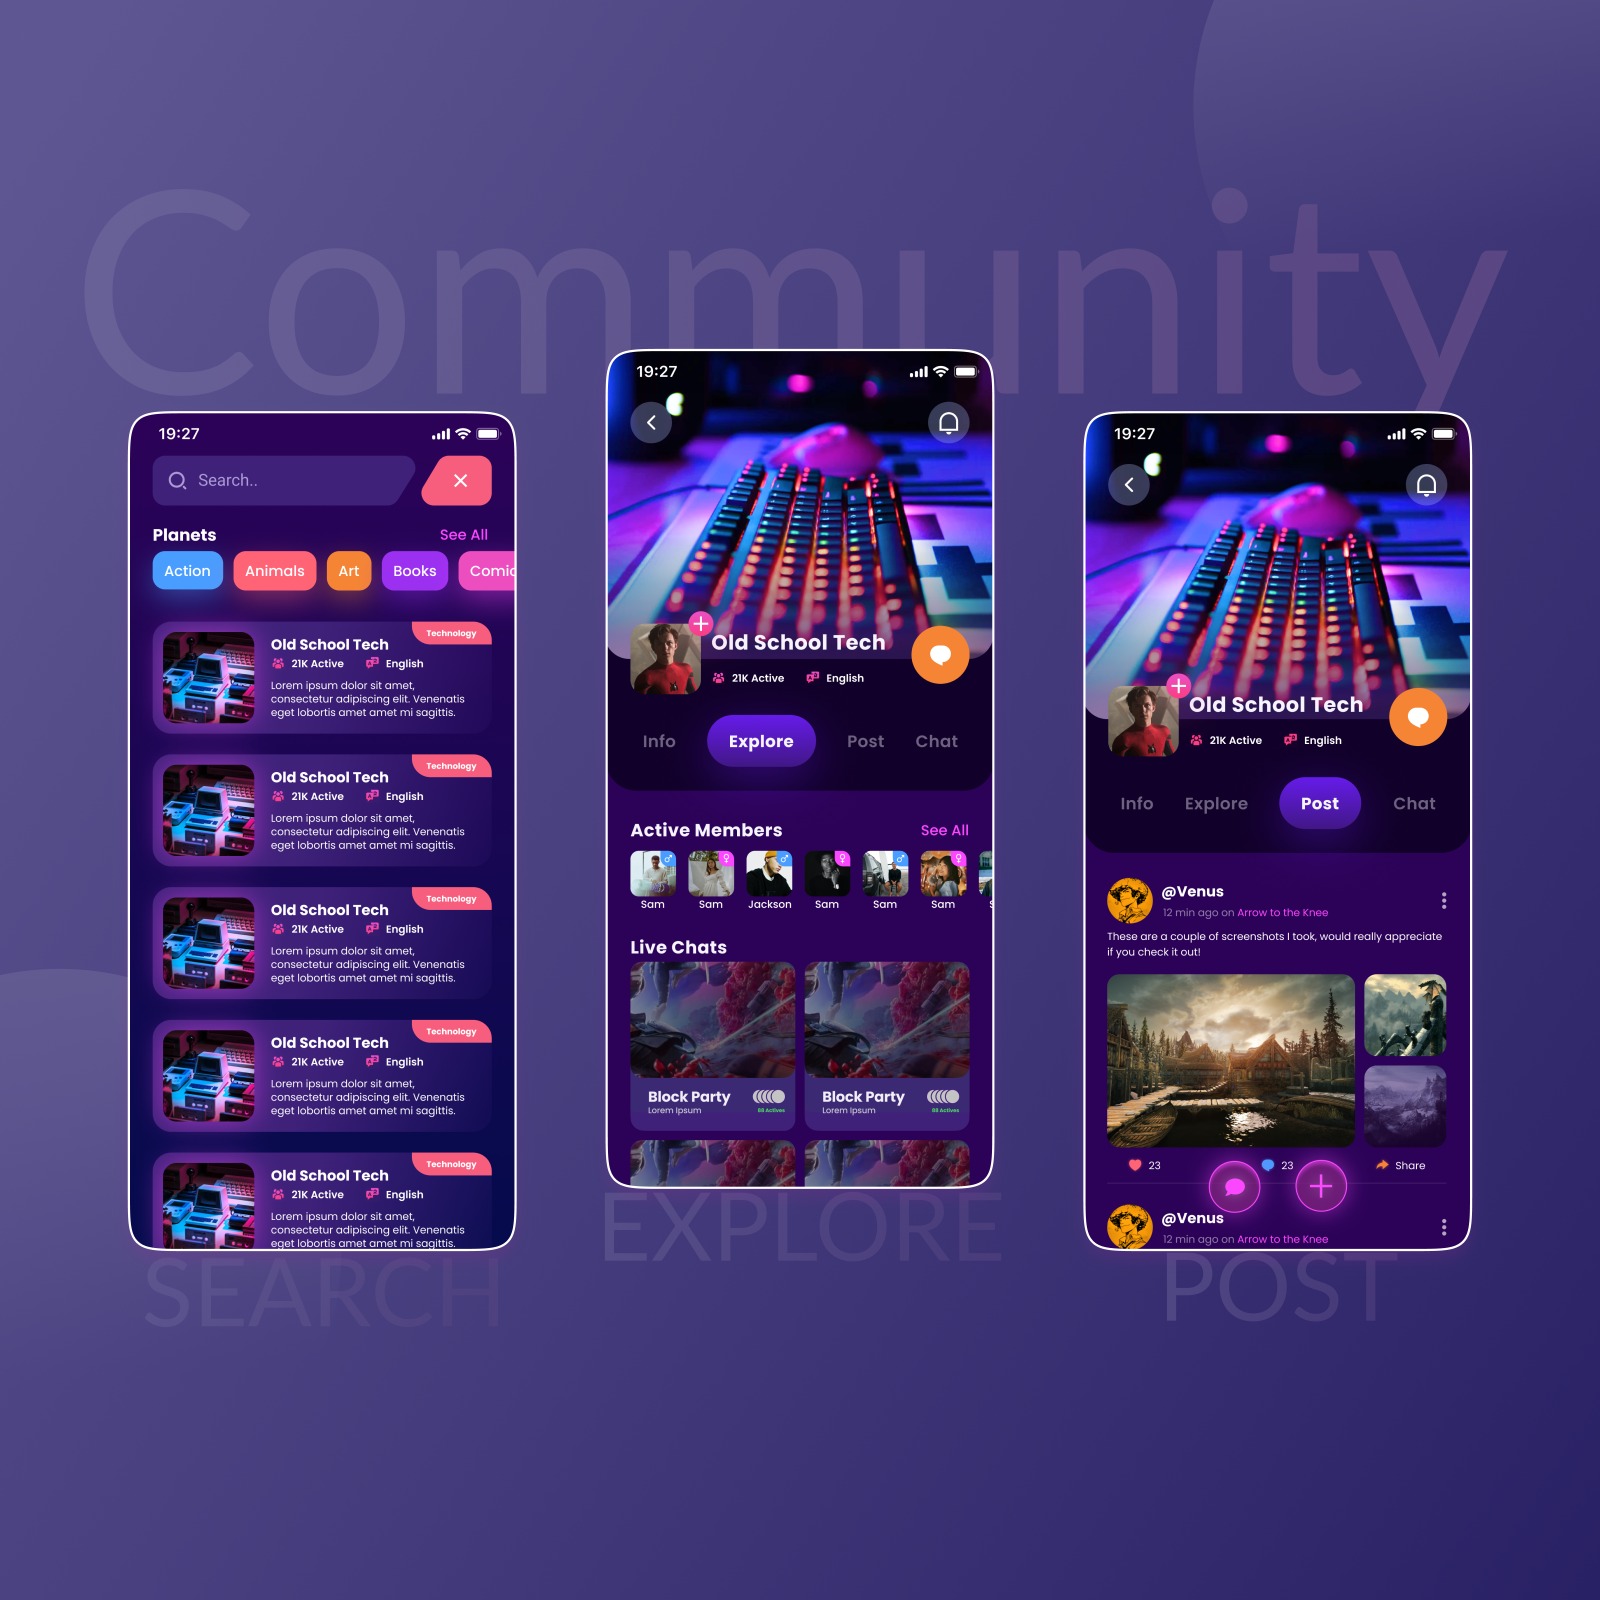 Community
19:27
Search..
Planets
See All
Action
Animals
Art
Books
Comic
Technology
Old School Tech
21K Active
English
Lorem ipsum dolor sit amet,
consectetur adipiscing elit. Venenatis
eget lobortis amet amet mi sagittis.
Technology
Old School Tech
21K Active
English
Lorem ipsum dolor sit amet,
consectetur adipiscing elit. Venenatis
eget lobortis amet amet mi sagittis.
Technology
Old School Tech
21K Active
English
Lorem ipsum dolor sit amet,
consectetur adipiscing elit. Venenatis
eget lobortis amet amet mi sagittis.
Technology
Old School Tech
21K Active
English
Lorem ipsum dolor sit amet,
consectetur adipiscing elit. Venenatis
eget lobortis amet amet mi sagittis.
Technology
Old School Tech
21K Active
English
Lorem ipsum dolor sit amet,
consectetur adipiscing elit. Venenatis
eget lobortis amet amet mi sagittis.
SEARCH
19:27
Old School Tech
21K Active
English
Info
Explore
Post
Chat
Active Members
See All
Sam
Sam
Jackson
Sam
Sam
Sam
S
Live Chats
Block Party
Lorem Ipsum
88 Actives
Block Party
Lorem Ipsum
88 Actives
EXPLORE
19:27
Old School Tech
21K Active
English
Info
Explore
Post
Chat
@Venus
12 min ago on Arrow to the Knee
These are a couple of screenshots I took, would really appreciate
if you check it out!
23
23
Share
@Venus
12 min ago on Arrow to the Knee
POST